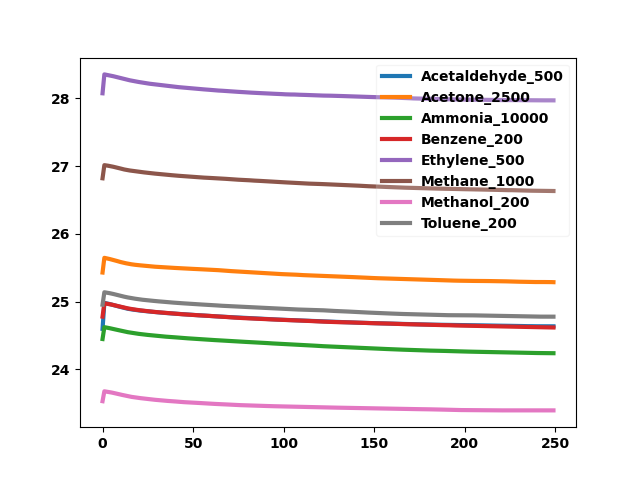 28
27
26
25
24
0 50 100 150 200 250
Acetaldehyde_500
Acetone_2500
Ammonia_10000
Benzene_200
Ethylene_500
Methane_1000
Methanol_200
Toluene_200